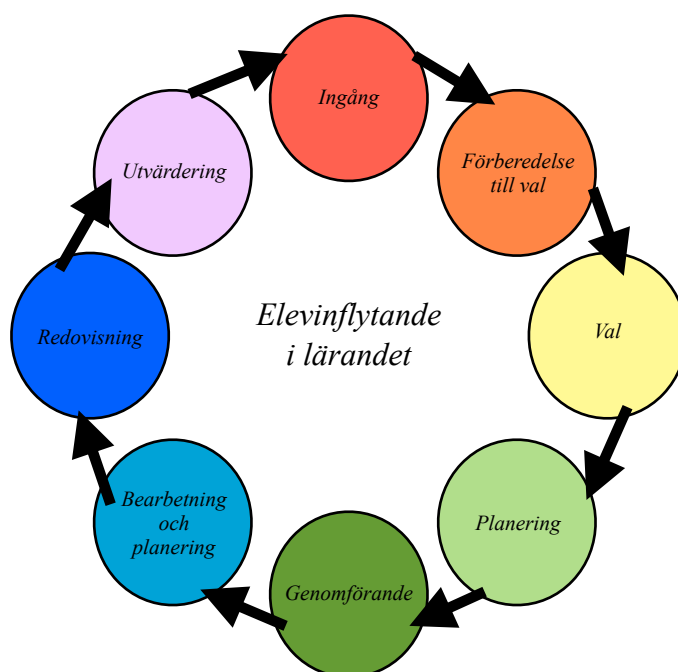 Ingång
Förberedelse
till val
Val
Planering
Genomförande
Bearbetning
och
planering
Redovisning
Utvärdering
Elevinflytande
i lärandet